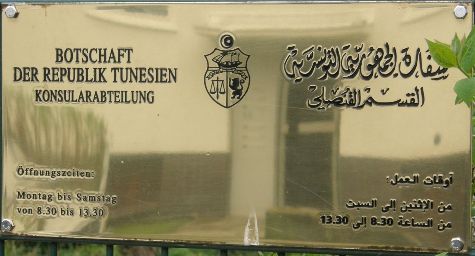 BOTSCHAFT
DER REPUBLIK TUNESIEN
KONSULARABTEILUNG
سفارة الجمهورية التونسية
القسم القنصلي
Öffnungszeiten:
Montag bis Samstag
von 8.30 bis 13.30
أوقات العمل:
من الإثنين إلى السبت
من الساعة 8.30 إلى 13.30